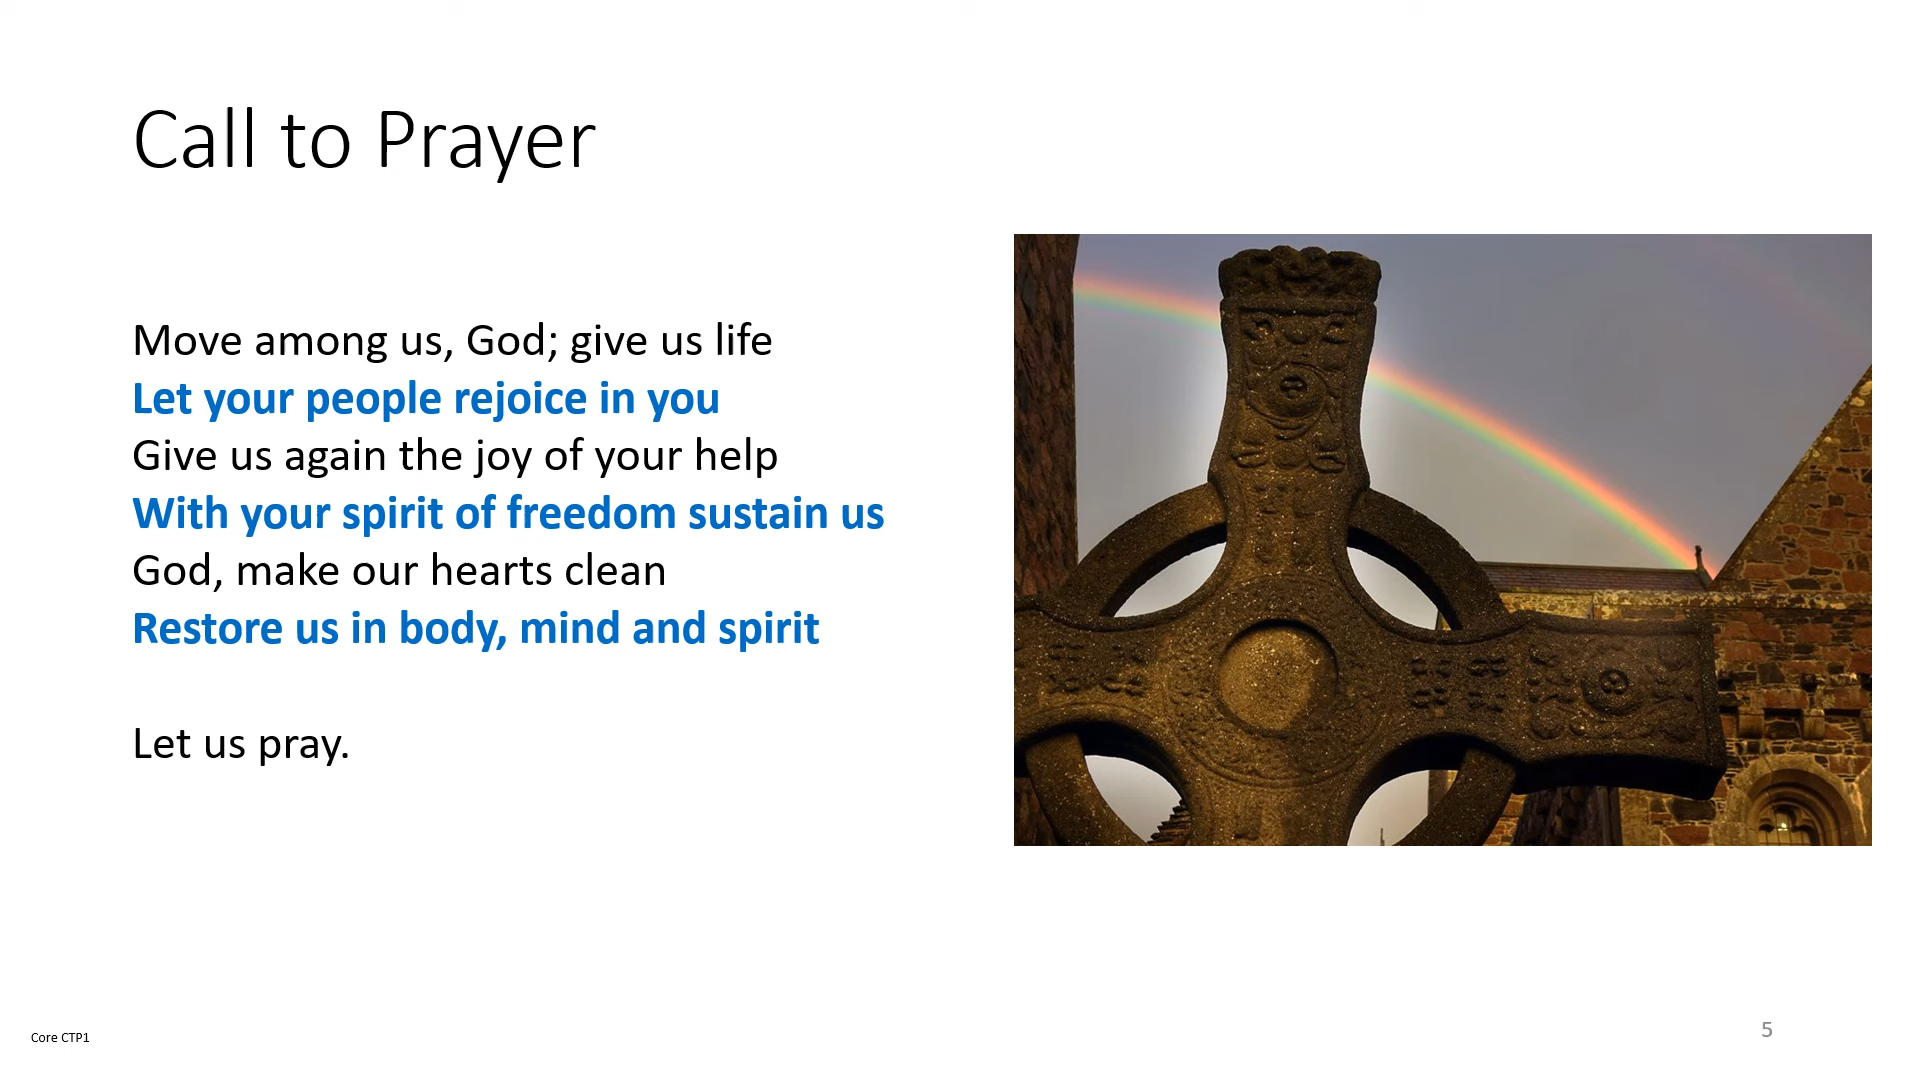 Call to Prayer
Move among us, God; give us life
Let your people rejoice in you
Give us again the joy of your help
With your spirit of freedom sustain us
God, make our hearts clean
Restore us in body, mind and spirit
Let us pray.
Core CTP1
5